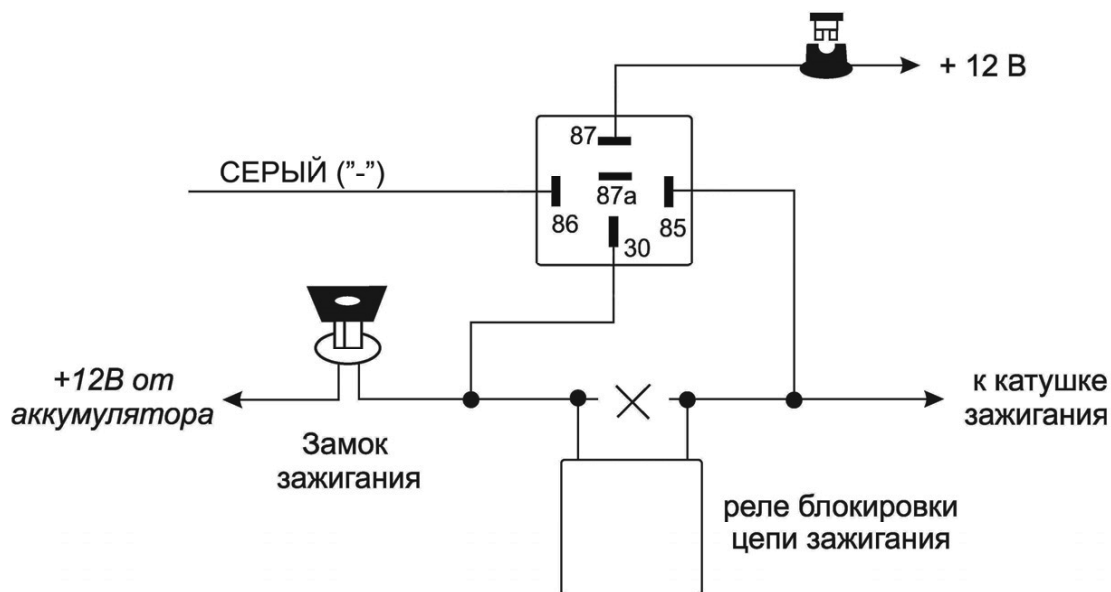 + 12 В
87
СЕРЫЙ ("-")
87а
86
85
30
+12В от
аккумулятора
Замок
зажигания
к катушке
зажигания
реле блокировки
цепи зажигания